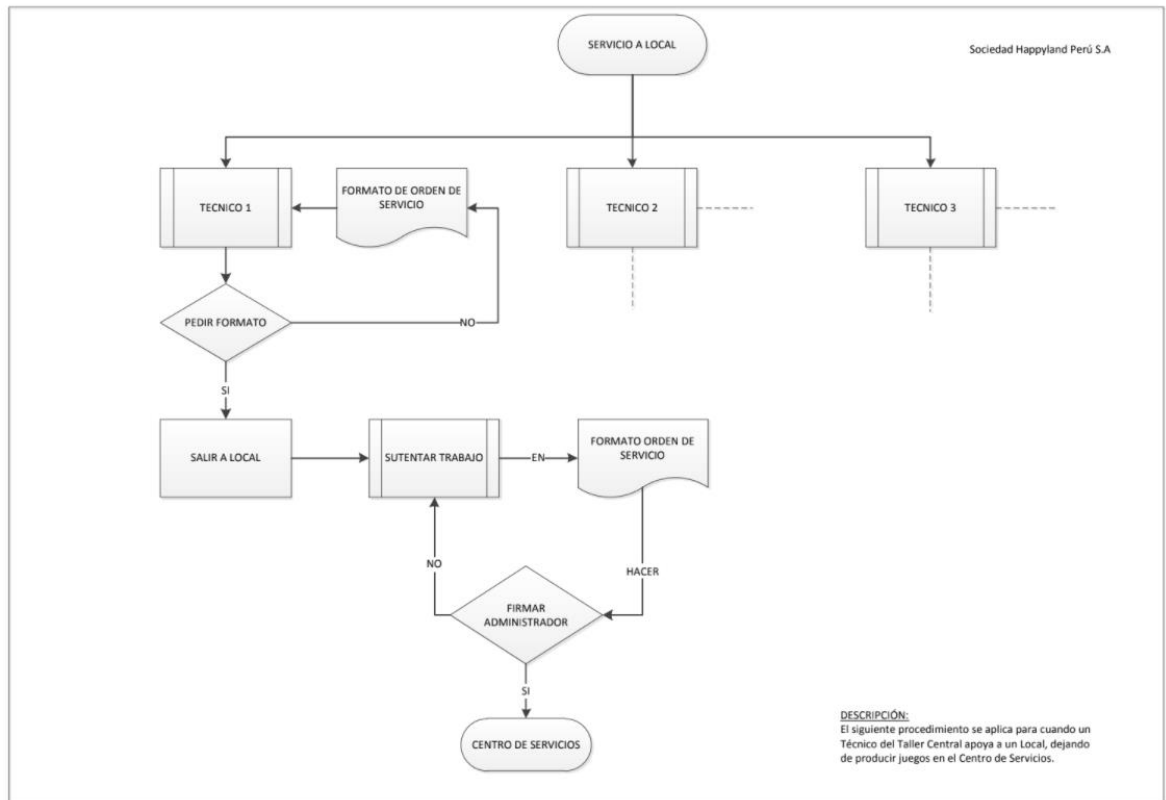 SERVICIO A LOCAL
Sociedad Happyland Perú S.A
TECNICO 1
FORMATO DE ORDEN DE
SERVICIO
TECNICO 2
TECNICO 3
PEDIR FORMATO
NO
SI
SALIR A LOCAL
SUTENTAR TRABAJO
EN
FORMATO ORDEN DE
SERVICIO
NO
HACER
FIRMAR
ADMINISTRADOR
SI
CENTRO DE SERVICIOS
DESCRIPCIÓN:
El siguiente procedimiento se aplica para cuando un
Técnico del Taller Central apoya a un Local, dejando
de producir juegos en el Centro de Servicios.